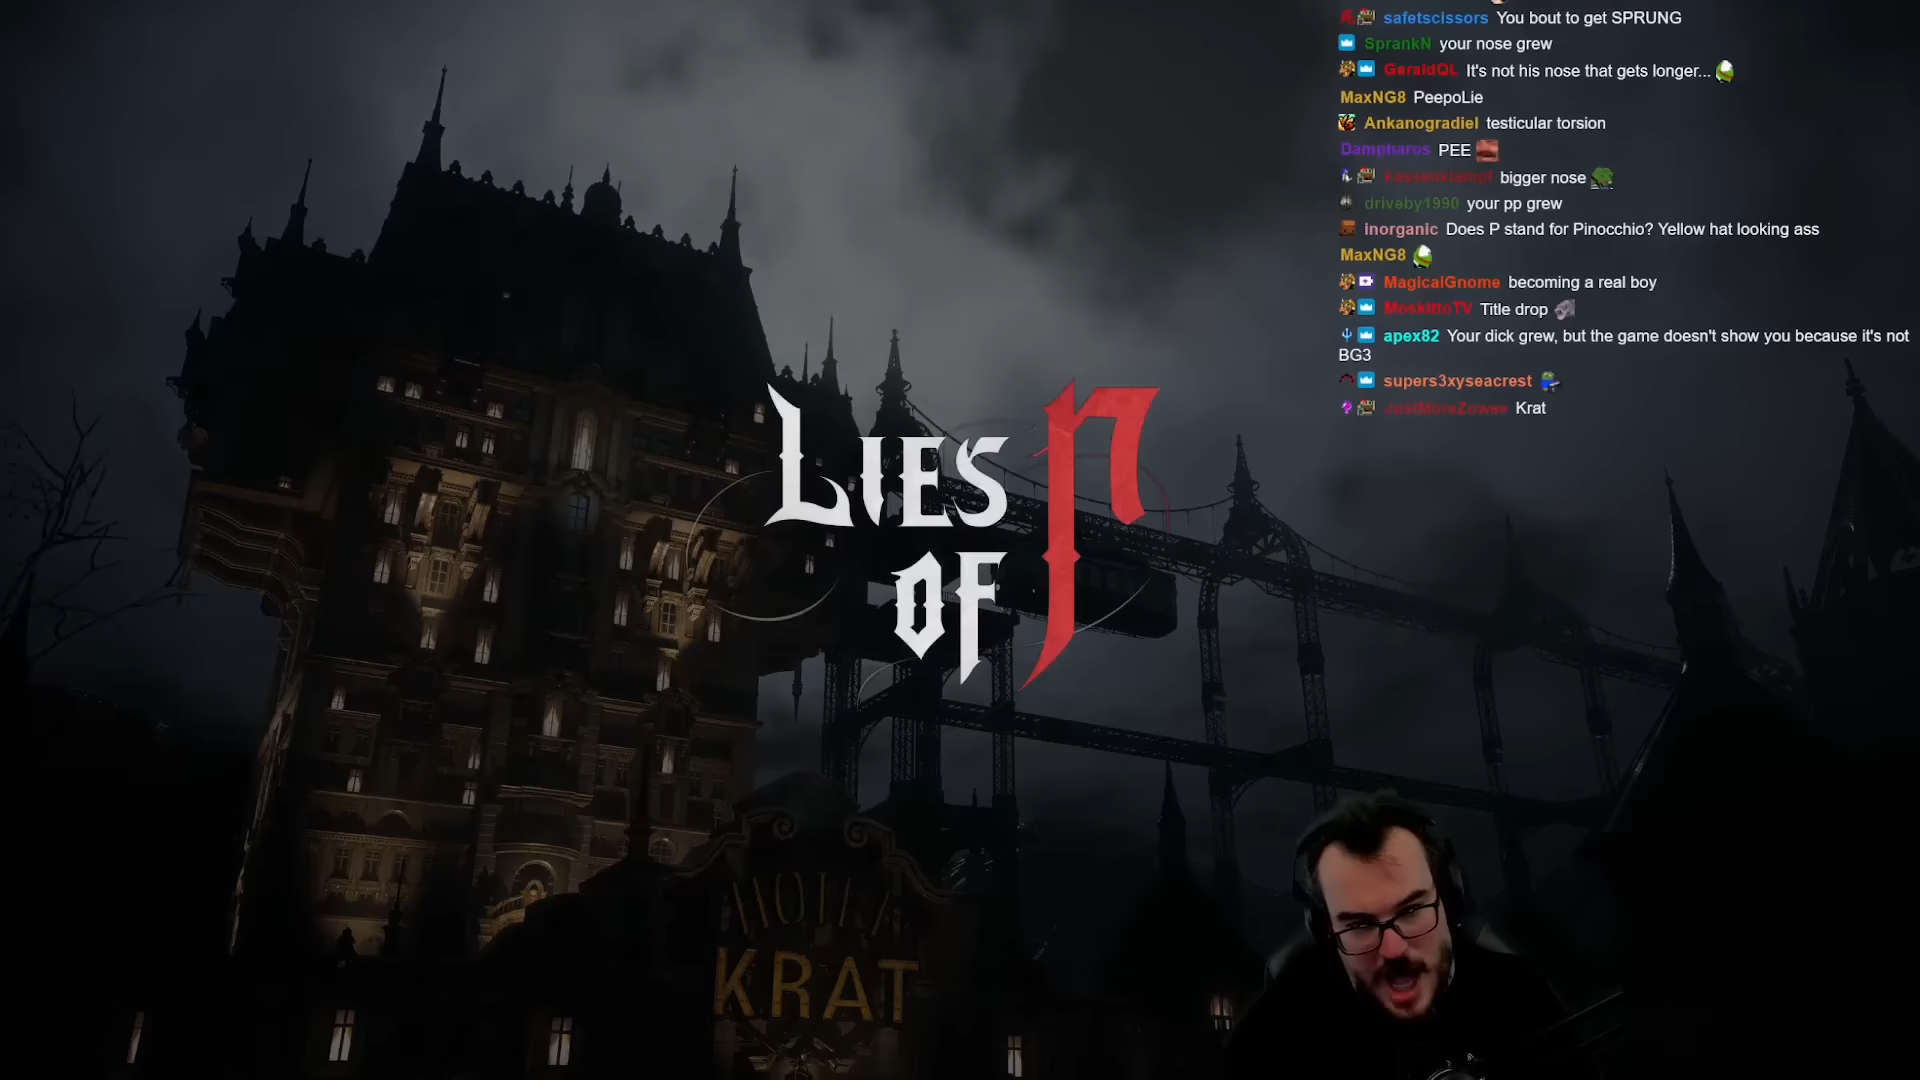 safetscissors You bout to get SPRUNG
SprankN your nose grew
GeraldQL It's not his nose that gets longer...
MaxNG8 PeepoLie
Ankanogradiel testicular torsion
Dampharos PEE
bigger nose
driveby1990 your pp grew
inorganic Does P stand for Pinocchio? Yellow hat looking ass
MaxNG8
MagicalGnome becoming a real boy
MoskittoTV Title drop
apex82 Your dick grew, but the game doesn't show you because it's not
BG3
supers3xyseacrest
JustMoreZowee Krat
LIES
OF P
HOTEL
KRAT